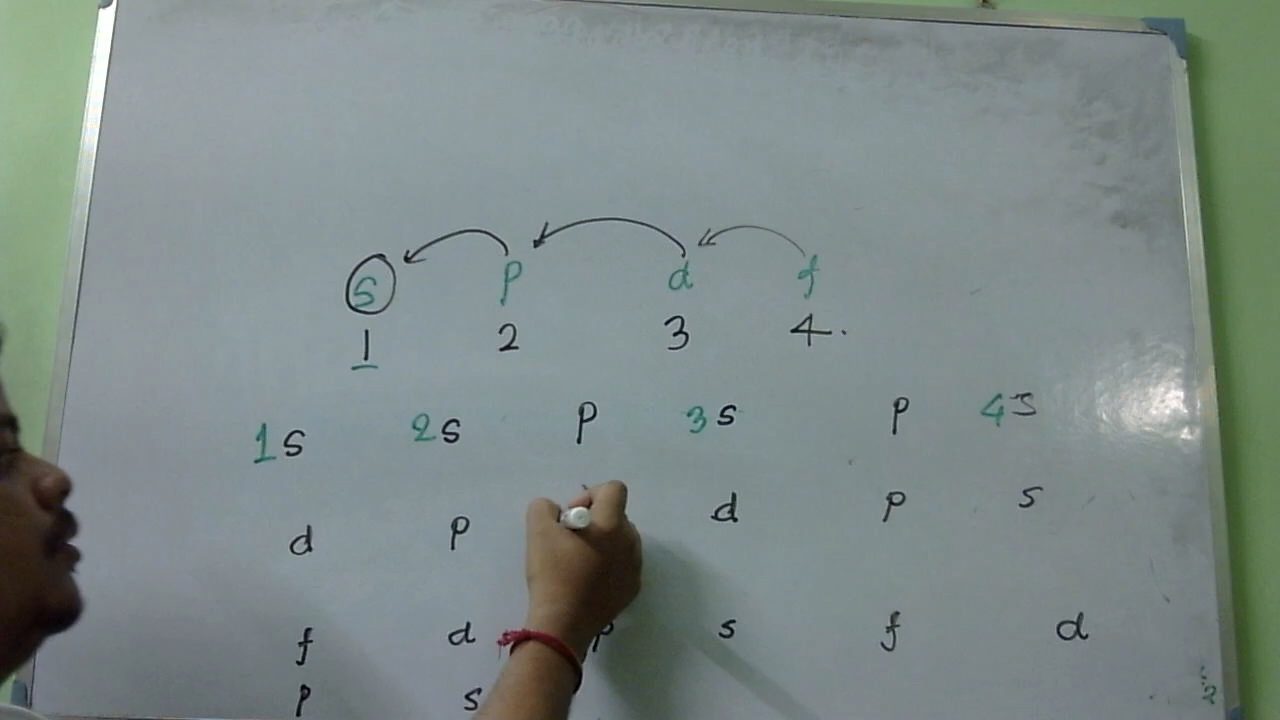 s p d f
1 2 3 4.
1s 2s p 3s p 4s
d p d p s
f d p s f d
p s